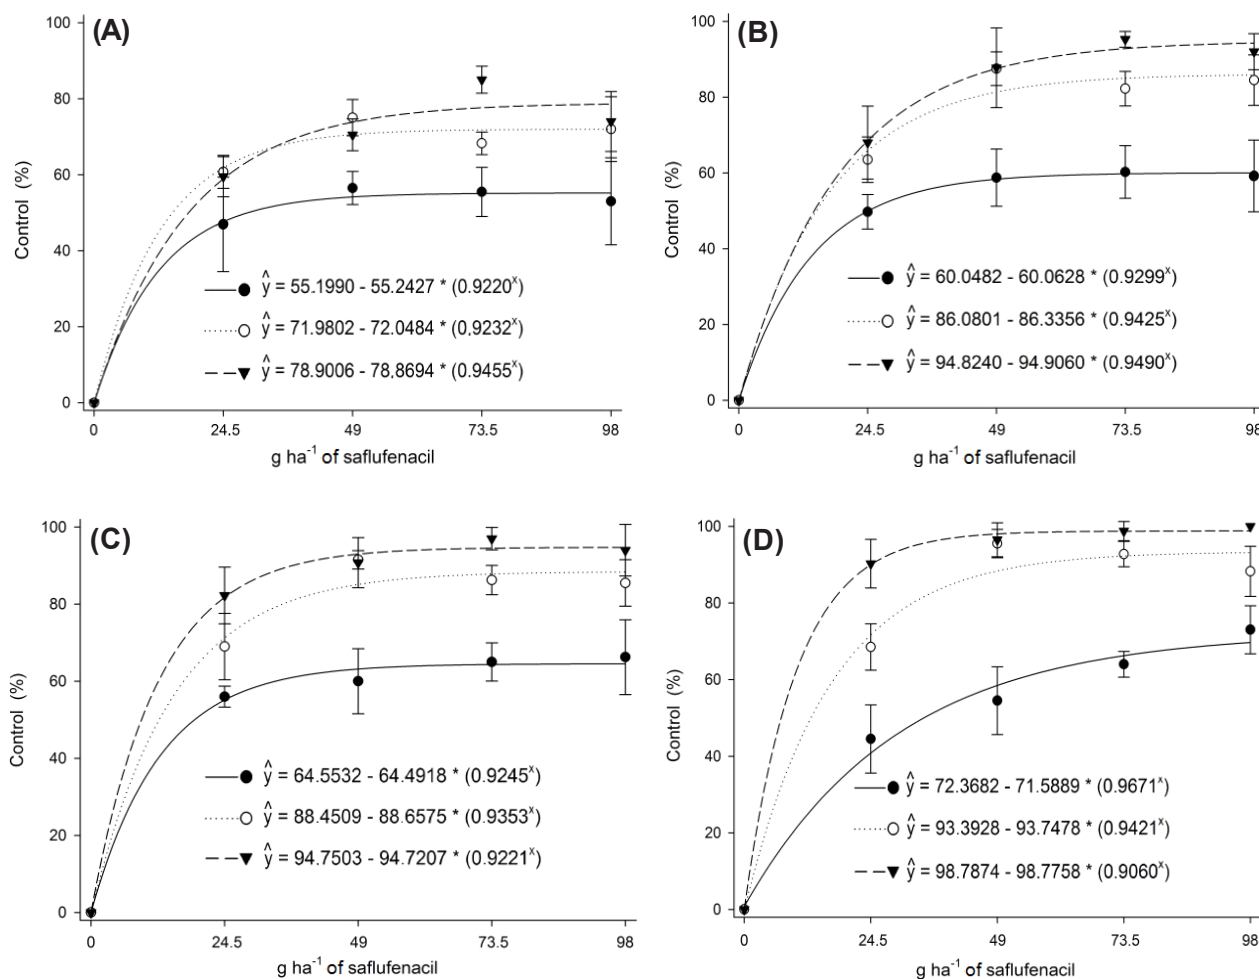 (A)
100
80
60
40
20
0
Control (%)
ŷ = 55.1990 - 55.2427 * (0.9220ˣ)
ŷ = 71.9802 - 72.0484 * (0.9232ˣ)
ŷ = 78.9006 - 78.8694 * (0.9455ˣ)
0 24.5 49 73.5 98
g ha⁻¹ of saflufenacil
(B)
100
80
60
40
20
0
Control (%)
ŷ = 60.0482 - 60.0628 * (0.9299ˣ)
ŷ = 86.0801 - 86.3356 * (0.9425ˣ)
ŷ = 94.8240 - 94.9060 * (0.9490ˣ)
0 24.5 49 73.5 98
g ha⁻¹ of saflufenacil
(C)
100
80
60
40
20
0
Control (%)
ŷ = 64.5532 - 64.4918 * (0.9245ˣ)
ŷ = 88.4509 - 88.6575 * (0.9353ˣ)
ŷ = 94.7503 - 94.7207 * (0.9221ˣ)
0 24.5 49 73.5 98
g ha⁻¹ of saflufenacil
(D)
100
80
60
40
20
0
Control (%)
ŷ = 72.3682 - 71.5889 * (0.9671ˣ)
ŷ = 93.3928 - 93.7478 * (0.9421ˣ)
ŷ = 98.7874 - 98.7758 * (0.9060ˣ)
0 24.5 49 73.5 98
g ha⁻¹ of saflufenacil